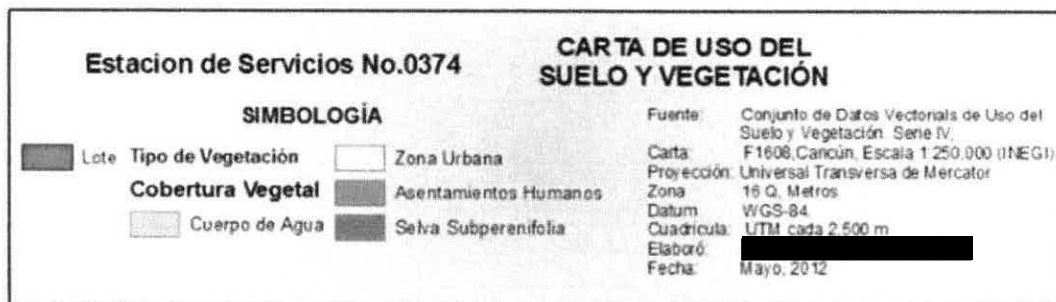 Estacion de Servicios No.0374
CARTA DE USO DEL
SUELO Y VEGETACIÓN
SIMBOLOGÍA
Lote
Tipo de Vegetación
Cobertura Vegetal
Cuerpo de Agua
Zona Urbana
Asentamientos Humanos
Selva Subperenifolia
Fuente: Conjunto de Datos Vectorials de Uso del
Suelo y Vegetación. Serie IV,
Carta: F1608,Cancún, Escala 1:250,000 (INEGI)
Proyección: Universal Transversa de Mercator
Zona 16 Q, Metros
Datum WGS-84,
Cuadrícula: UTM cada 2,500 m
Elaboró:
Fecha: Mayo, 2012